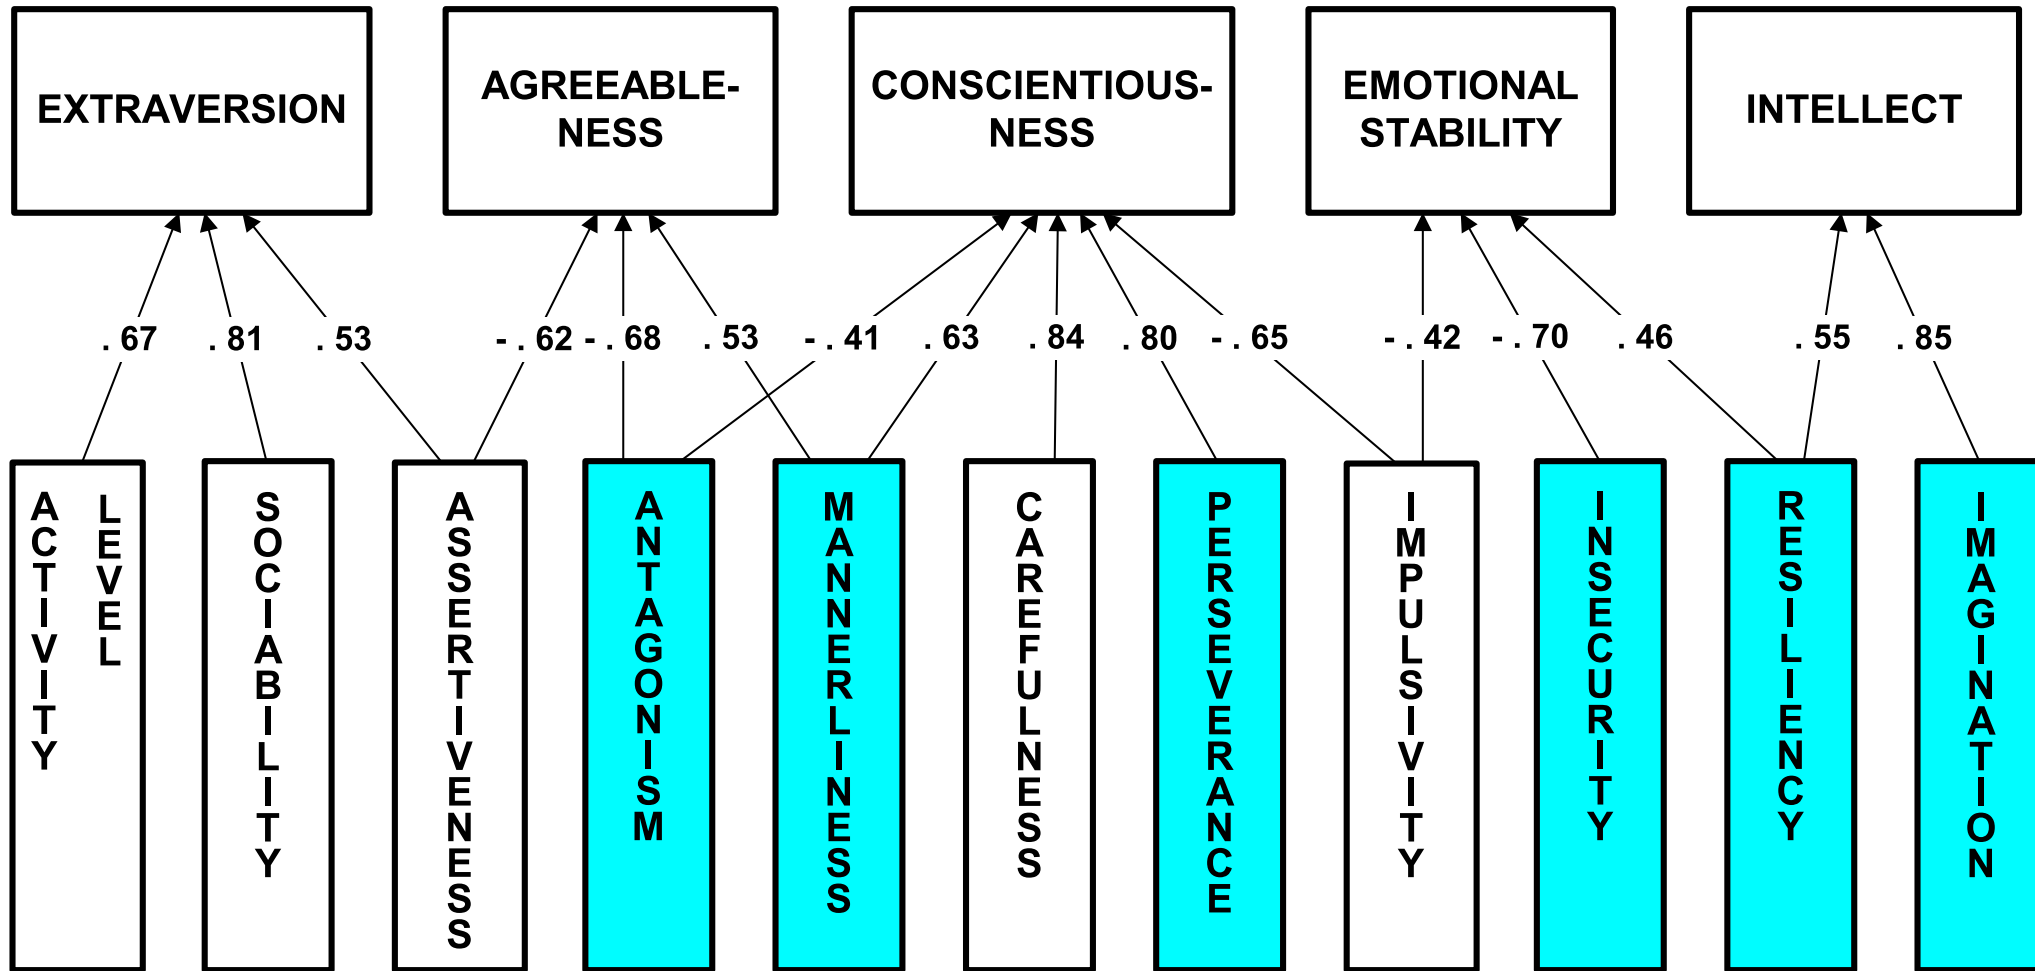 EXTRAVERSION
AGREEABLE-
NESS
CONSCIENTIOUS-
NESS
EMOTIONAL
STABILITY
INTELLECT
. 67
. 81
. 53
- . 62
- . 68
. 53
- . 41
. 63
. 84
. 80
- . 65
- . 42
- . 70
. 46
. 55
. 85
ACTIVITY
LEVEL
SOCIABILITY
ASSERTIVENESS
ANTAGONISM
MANNERLINESS
CAREFULNESS
PERSEVERANCE
IMPULSIVITY
INSECURITY
RESILIENCY
IMAGINATION